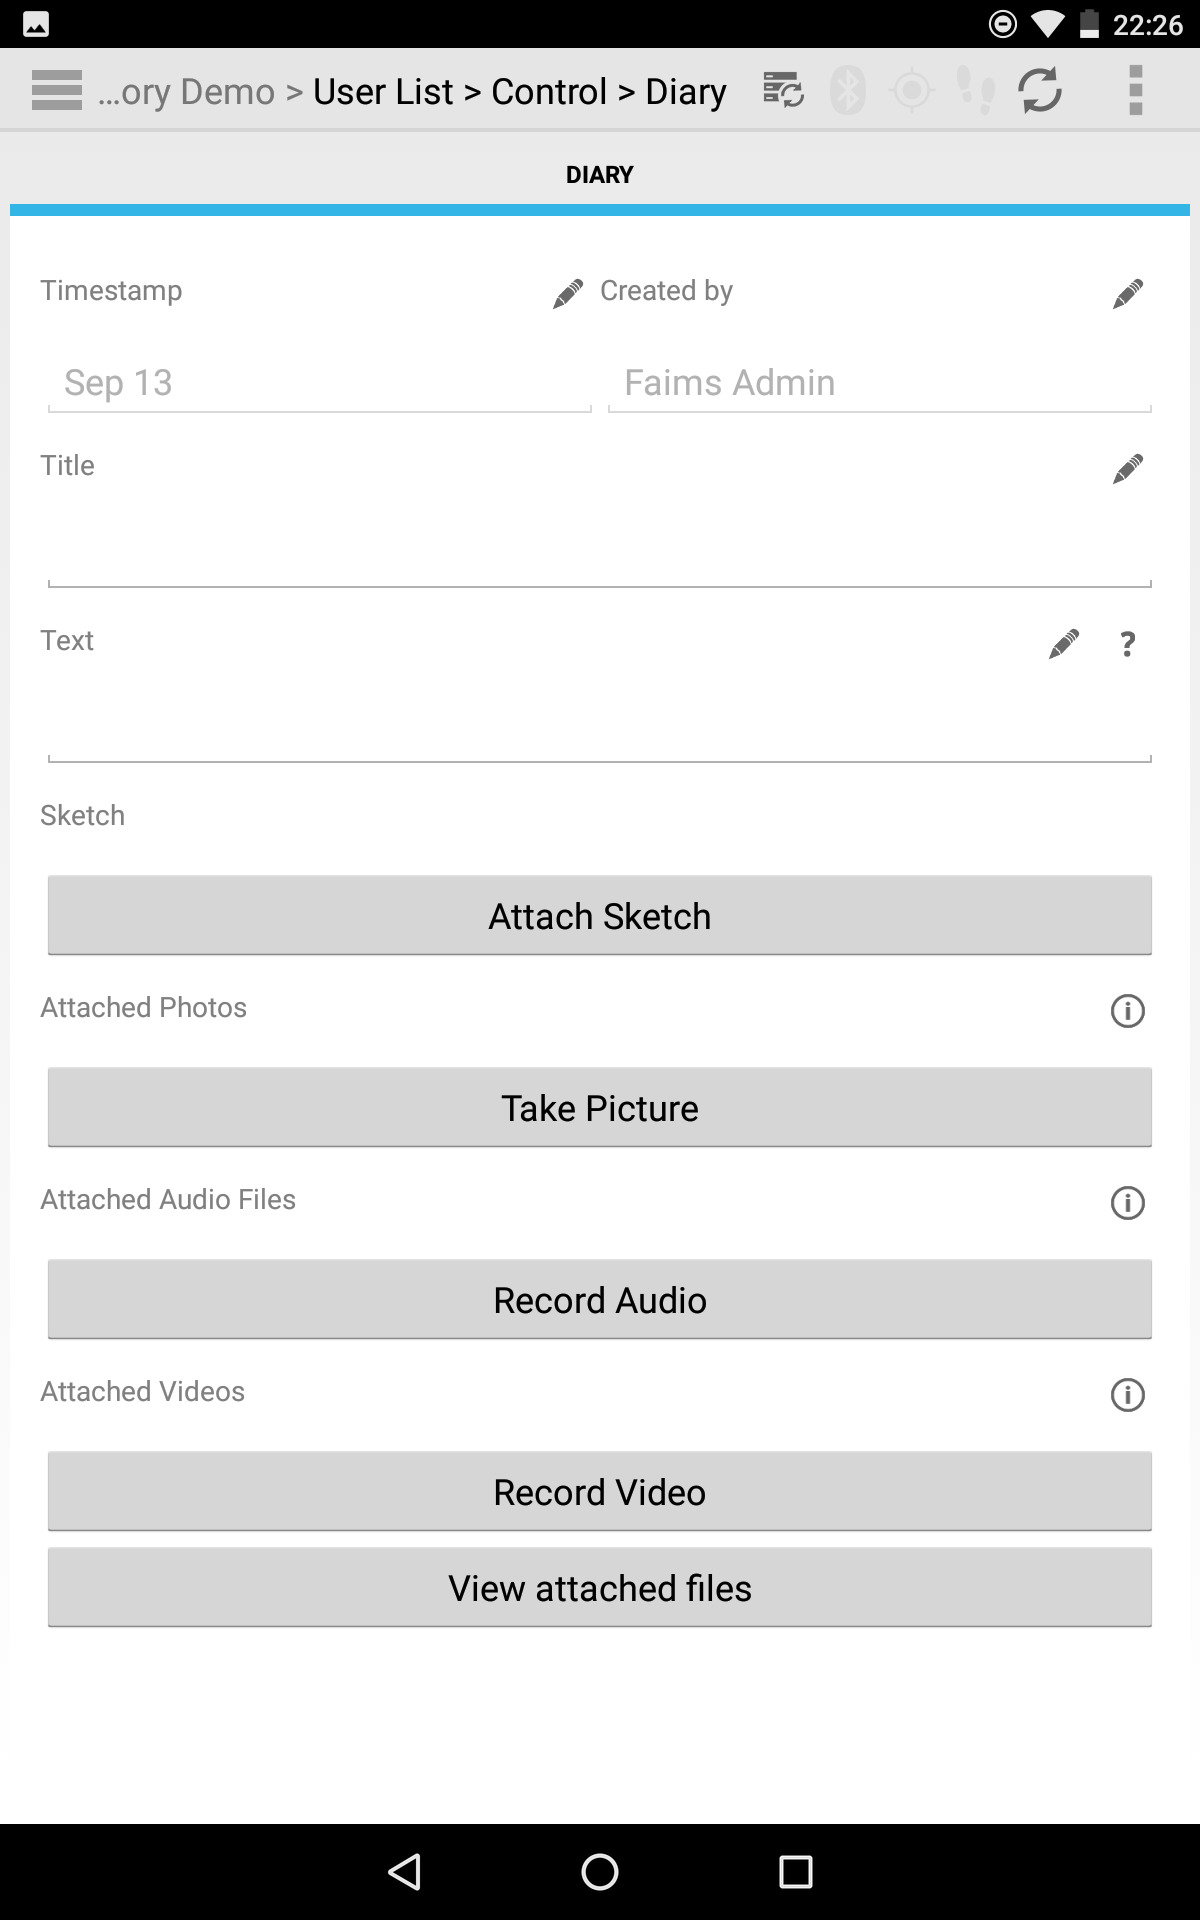 22:26
...ory Demo > User List > Control > Diary
DIARY
Timestamp
Created by
Sep 13
Faims Admin
Title
Text
?
Sketch
Attach Sketch
Attached Photos
Take Picture
Attached Audio Files
Record Audio
Attached Videos
Record Video
View attached files